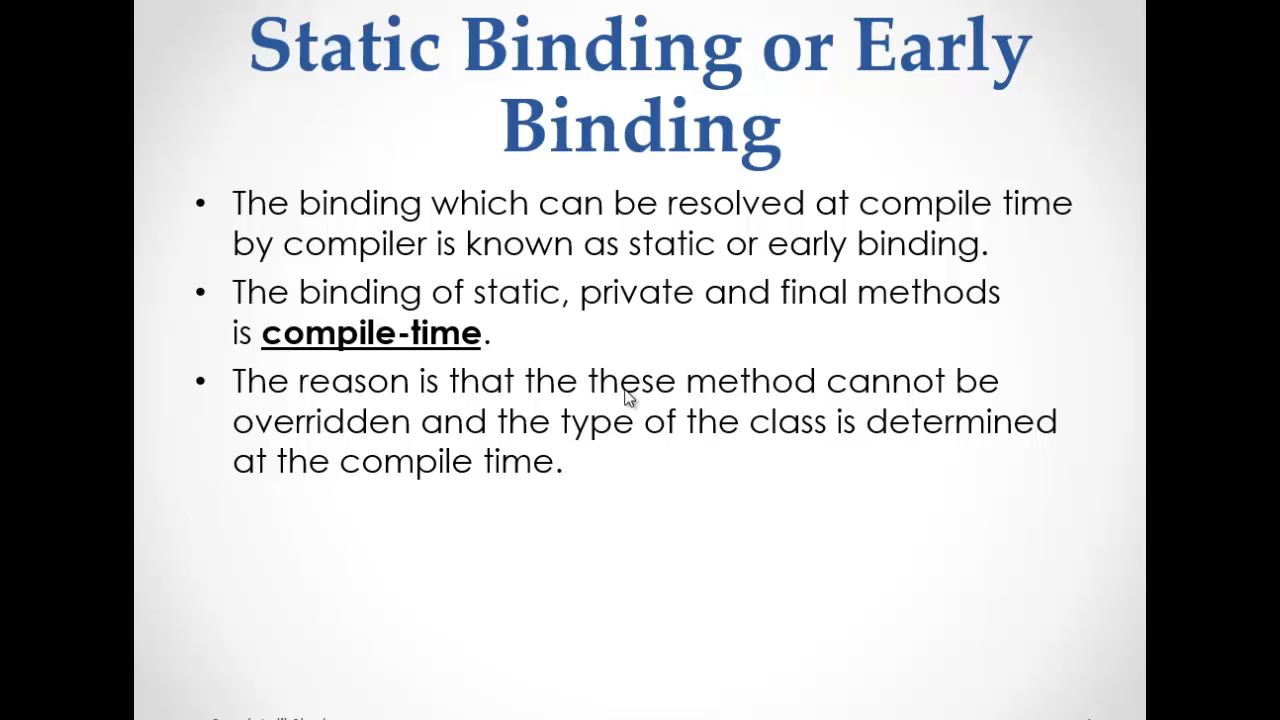 Static Binding or Early
Binding
• The binding which can be resolved at compile time
by compiler is known as static or early binding.
• The binding of static, private and final methods
is compile-time.
• The reason is that the these method cannot be
overridden and the type of the class is determined
at the compile time.